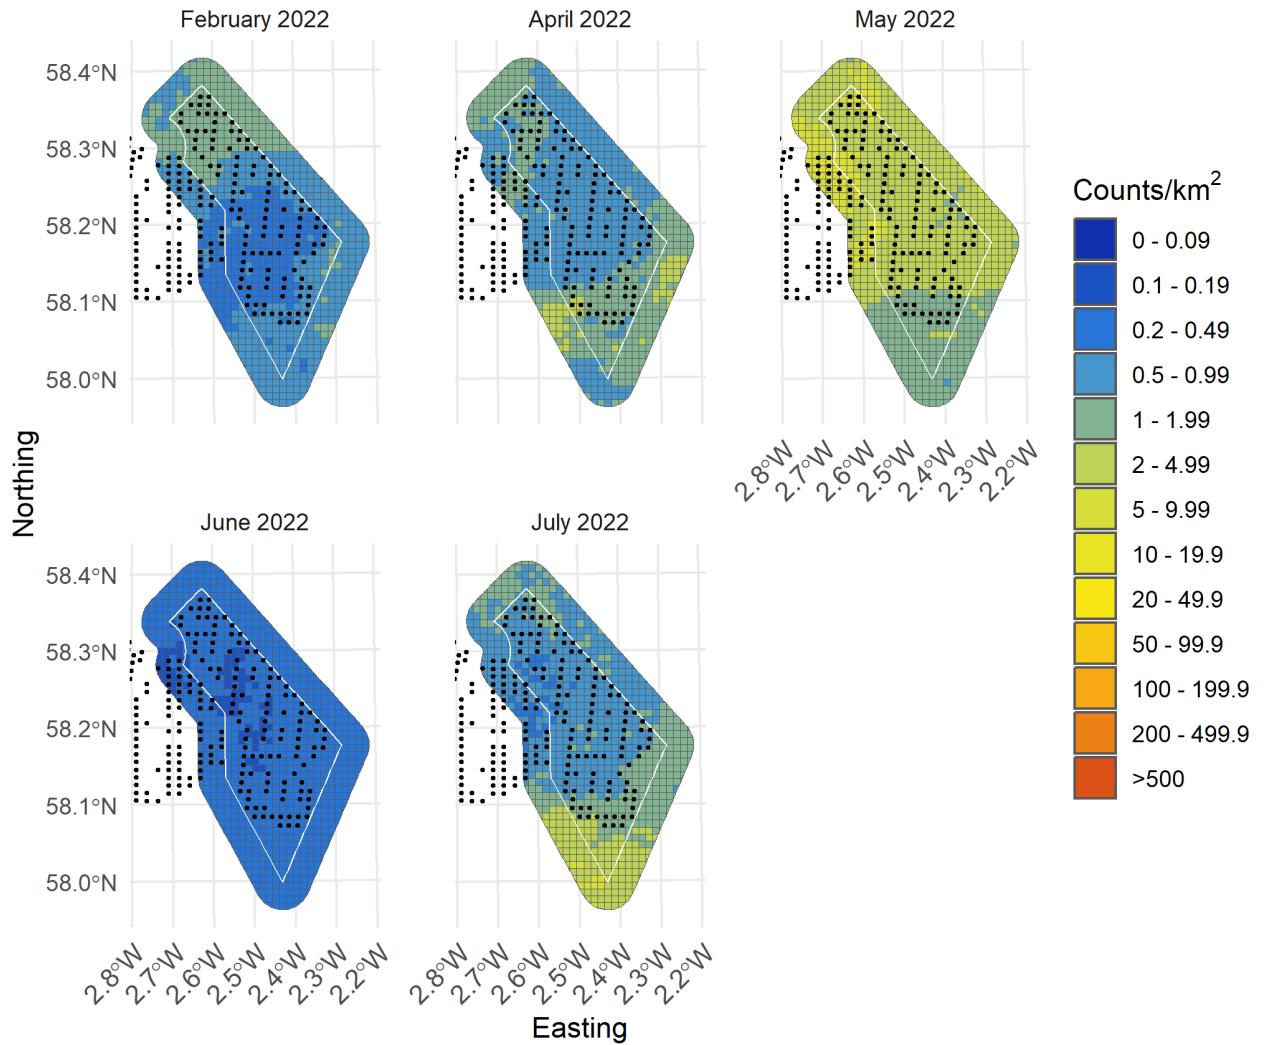 February 2022
April 2022
May 2022
58.4°N
58.3°N
58.2°N
58.1°N
58.0°N
2.8°W
2.7°W
2.6°W
2.5°W
2.4°W
2.3°W
2.2°W
June 2022
July 2022
58.4°N
58.3°N
58.2°N
58.1°N
58.0°N
2.8°W
2.7°W
2.6°W
2.5°W
2.4°W
2.3°W
2.2°W
2.8°W
2.7°W
2.6°W
2.5°W
2.4°W
2.3°W
2.2°W
Northing
Easting
Counts/km²
0 - 0.09
0.1 - 0.19
0.2 - 0.49
0.5 - 0.99
1 - 1.99
2 - 4.99
5 - 9.99
10 - 19.9
20 - 49.9
50 - 99.9
100 - 199.9
200 - 499.9
>500